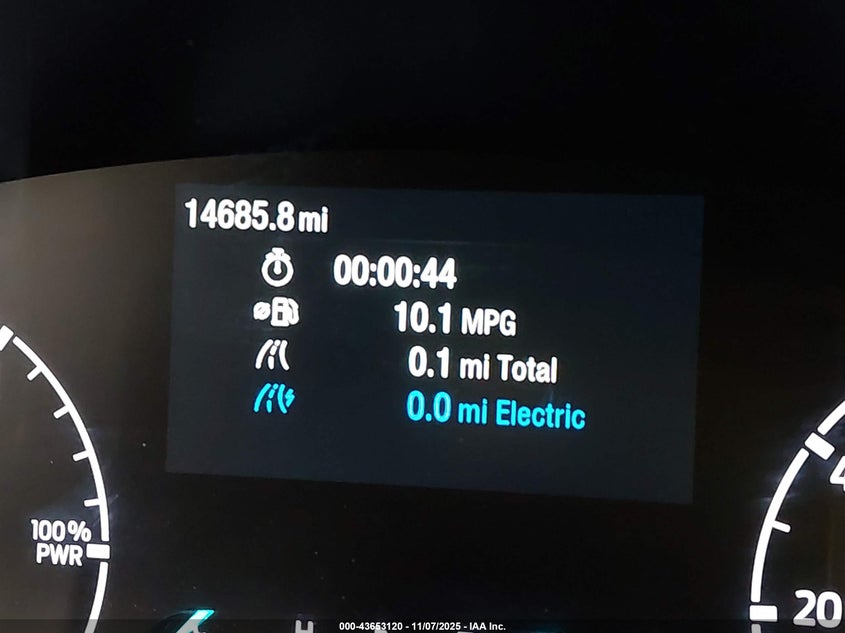 14685.8 mi
00:00:44
10.1 MPG
0.1 mi Total
0.0 mi Electric
100%
PWR
20
000-43653120 - 11/07/2025 - IAA Inc.